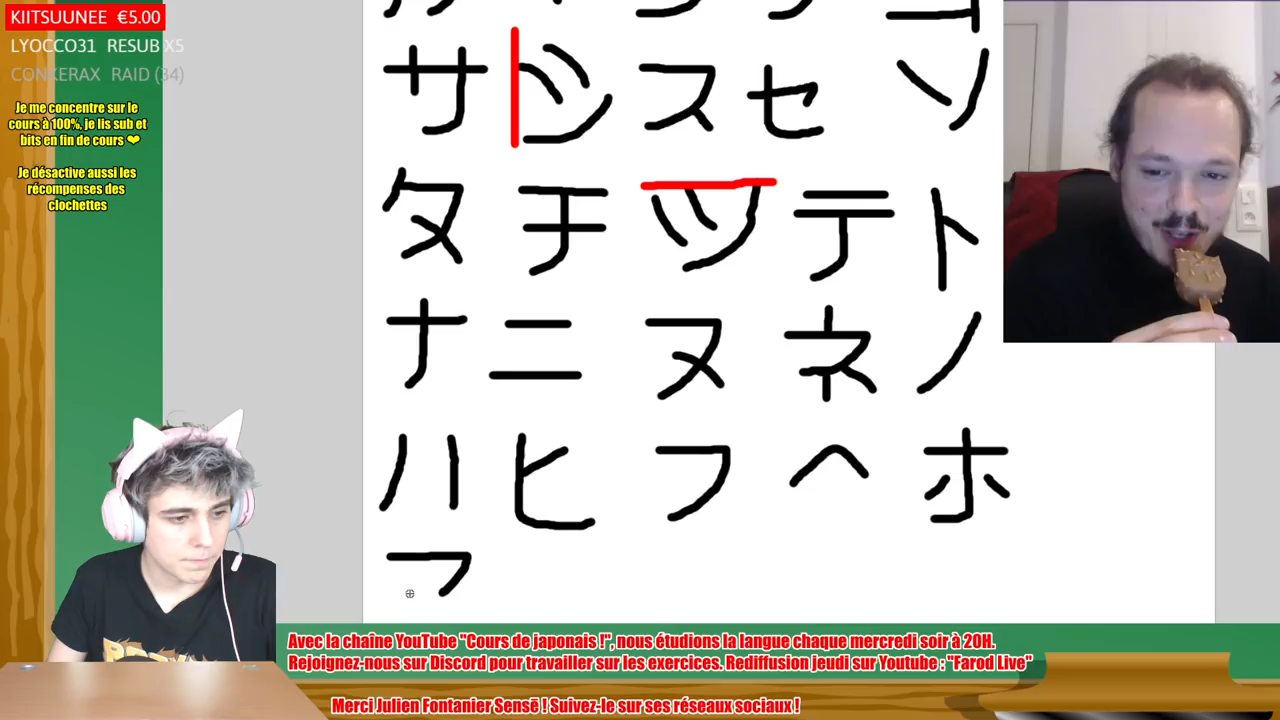 KIITSUUNEE €5.00
LYOCCO31 RESUB X5
CONKERAX RAID (34)
Je me concentre sur le
cours à 100%, je lis sub et
bits en fin de cours ❤
Je désactive aussi les
récompenses des
clochettes
サ シ ス セ ソ
タ チ ツ テ ト
ナ ニ ヌ ネ ノ
ハ ヒ フ ヘ ホ
Avec la chaîne YouTube "Cours de japonais !", nous étudions la langue chaque mercredi soir à 20H.
Rejoignez-nous sur Discord pour travailler sur les exercices. Rediffusion jeudi sur Youtube : "Farod Live"
Merci Julien Fontanier Sensē ! Suivez-le sur ses réseaux sociaux !